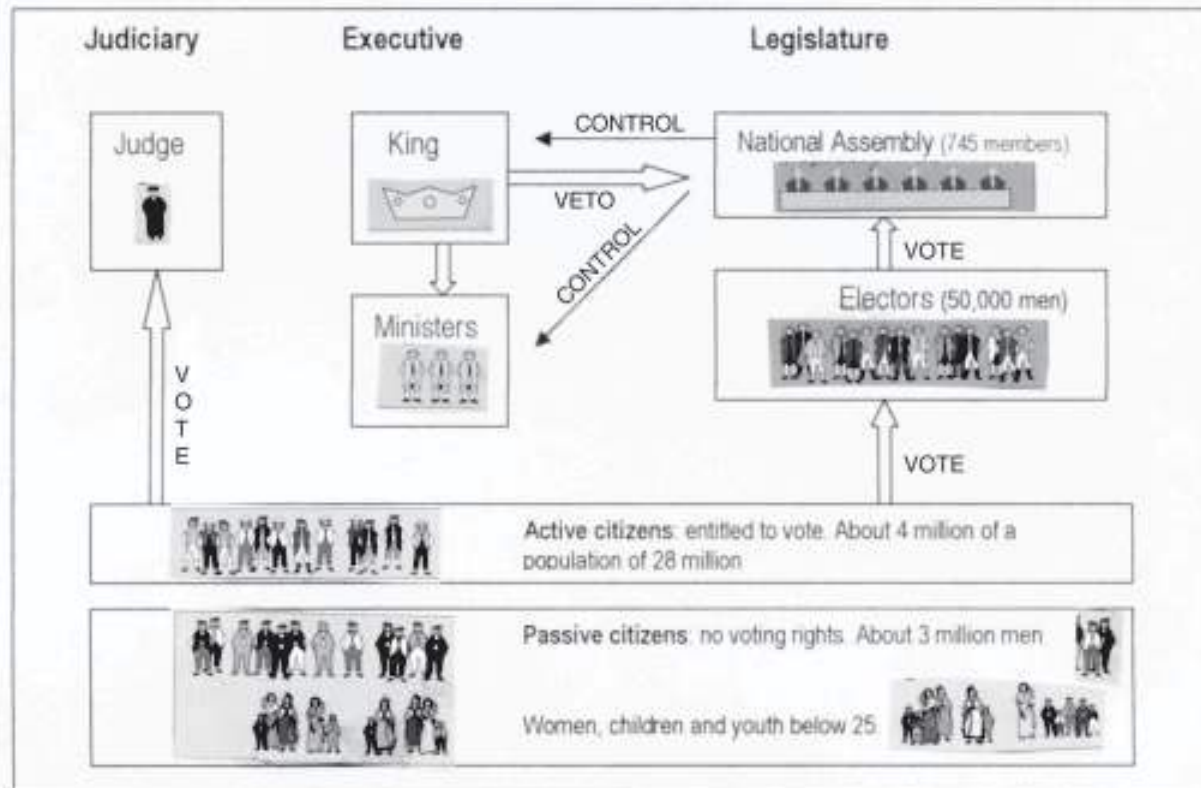 Judiciary
Executive
Legislature
Judge
King
CONTROL
National Assembly (745 members)
VETO
CONTROL
VOTE
Ministers
Electors (50,000 men)
VOTE
VOTE
Active citizens: entitled to vote. About 4 million of a
population of 28 million
Passive citizens: no voting rights. About 3 million men
Women, children and youth below 25.